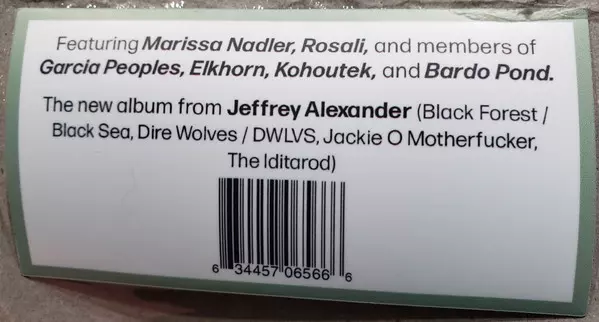 Featuring Marissa Nadler, Rosali, and members of
Garcia Peoples, Elkhorn, Kohoutek, and Bardo Pond.
The new album from Jeffrey Alexander (Black Forest /
Black Sea, Dire Wolves / DWLVS, Jackie O Motherfucker,
The Iditarod)
6 34457 06566 6